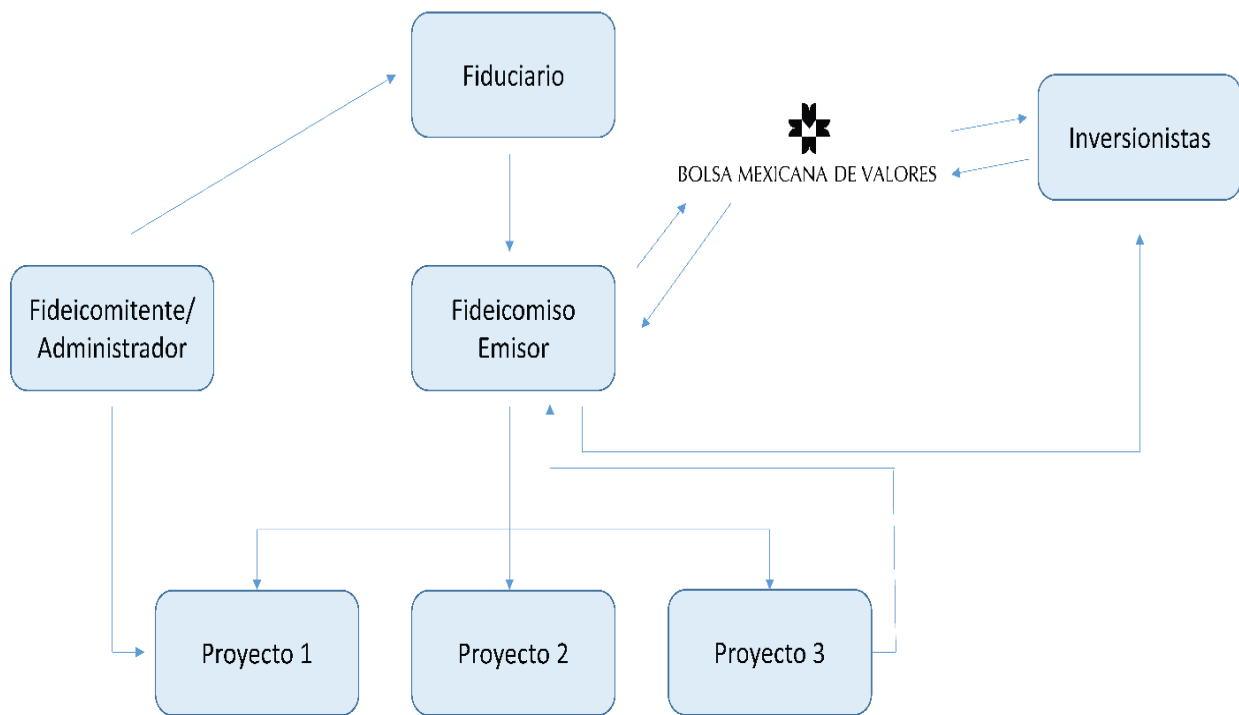 Fiduciario
Inversionistas
BOLSA MEXICANA DE VALORES
Fideicomitente/
Administrador
Fideicomiso
Emisor
Proyecto 1
Proyecto 2
Proyecto 3